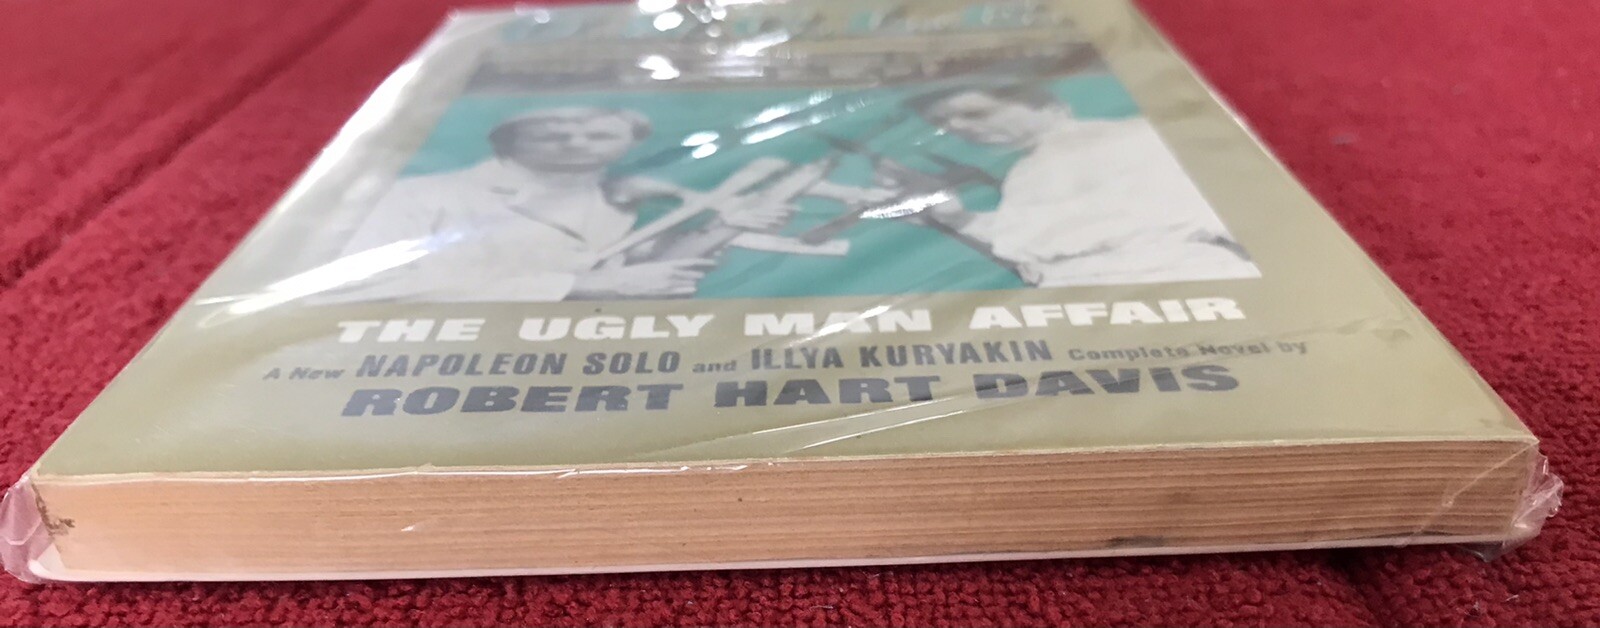 THE UGLY MAN AFFAIR
A New NAPOLEON SOLO and ILLYA KURYAKIN Complete Novel by
ROBERT HART DAVIS